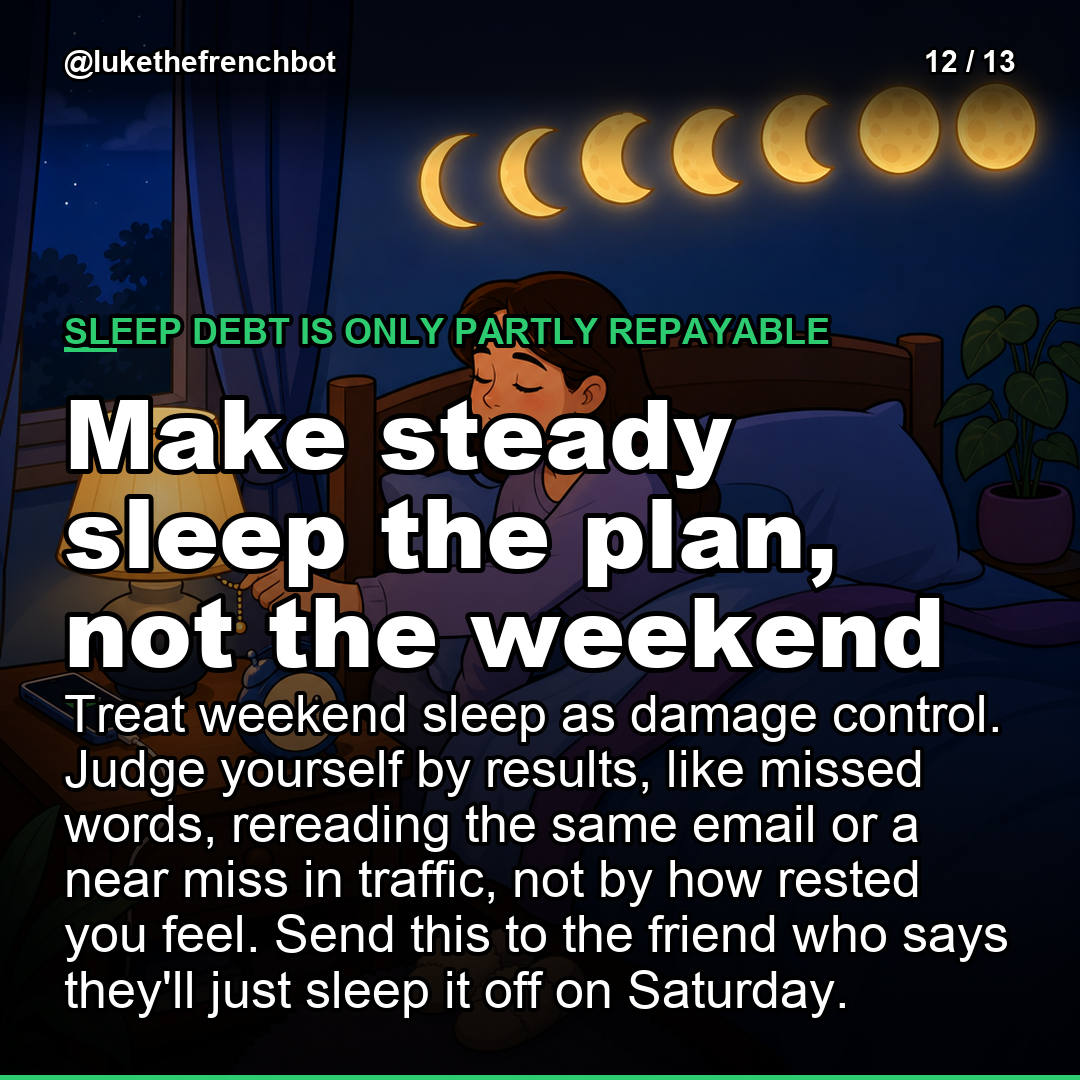 @lukethefrenchbot
12 / 13
SLEEP DEBT IS ONLY PARTLY REPAYABLE
Make steady
sleep the plan,
not the weekend
Treat weekend sleep as damage control.
Judge yourself by results, like missed
words, rereading the same email or a
near miss in traffic, not by how rested
you feel. Send this to the friend who says
they'll just sleep it off on Saturday.